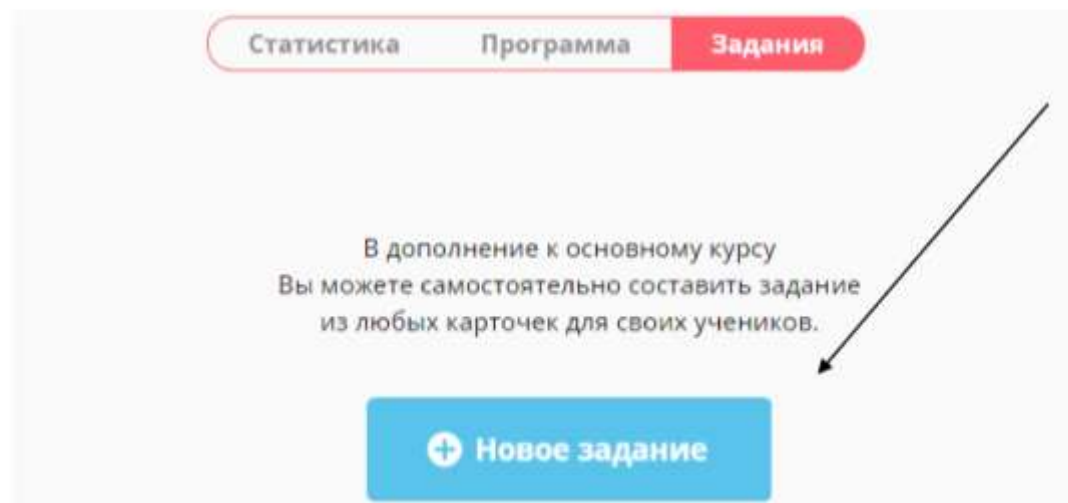 Статистика Программа Задания
В дополнение к основному курсу
Вы можете самостоятельно составить задание
из любых карточек для своих учеников.
Новое задание